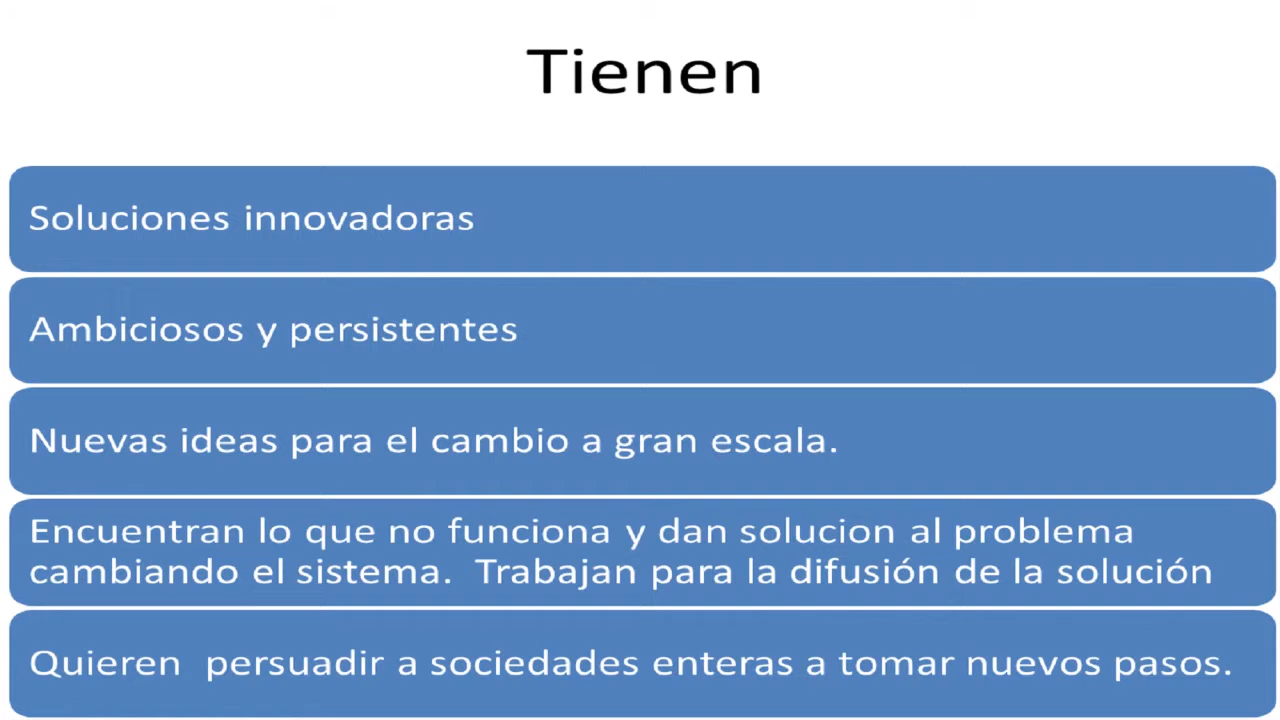 Tienen
Soluciones innovadoras
Ambiciosos y persistentes
Nuevas ideas para el cambio a gran escala.
Encuentran lo que no funciona y dan solucion al problema
cambiando el sistema.  Trabajan para la difusión de la solución
Quieren  persuadir a sociedades enteras a tomar nuevos pasos.